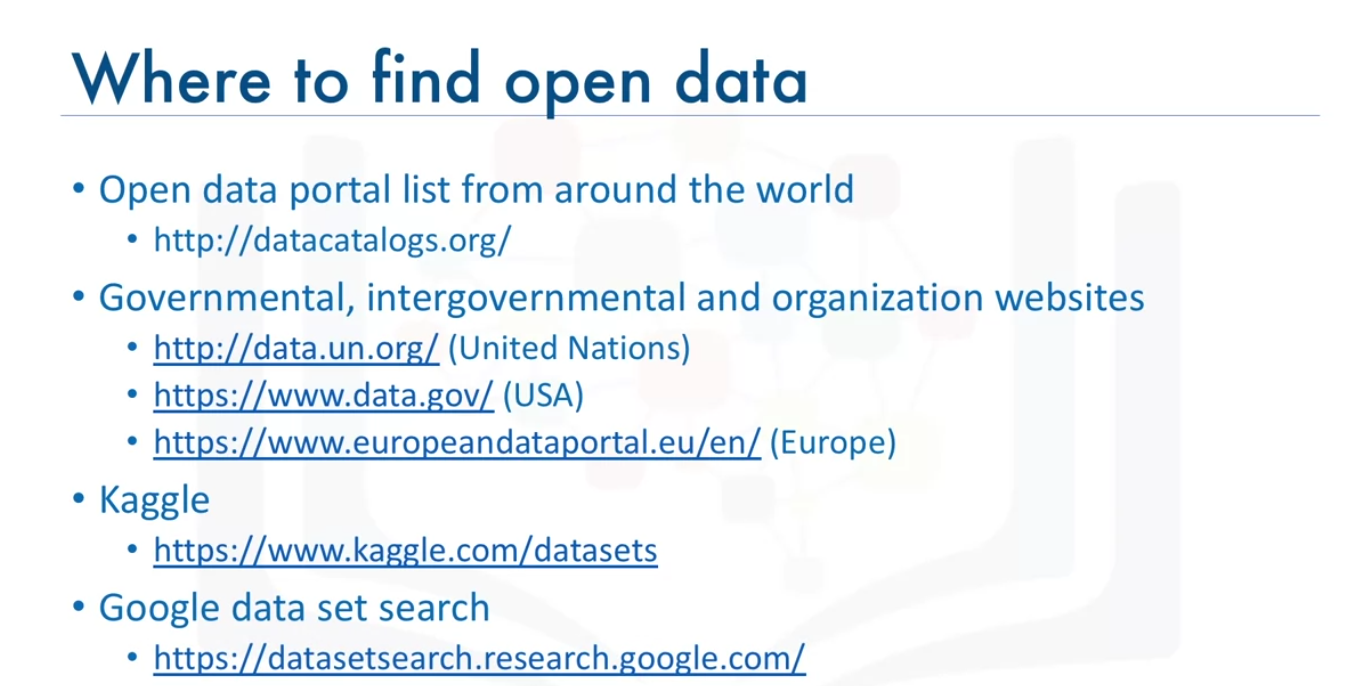 Where to find open data
• Open data portal list from around the world
• http://datacatalogs.org/
• Governmental, intergovernmental and organization websites
• http://data.un.org/ (United Nations)
• https://www.data.gov/ (USA)
• https://www.europeandataportal.eu/en/ (Europe)
• Kaggle
• https://www.kaggle.com/datasets
• Google data set search
• https://datasetsearch.research.google.com/